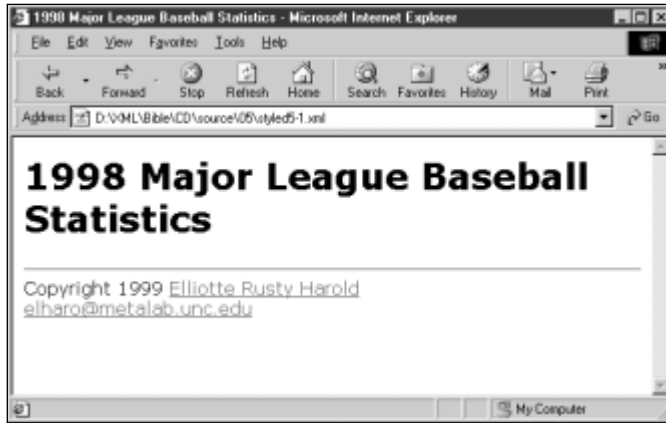 1998 Major League Baseball Statistics - Microsoft Internet Explorer
File Edit View Favorites Tools Help
Back Forward Stop Refresh Home Search Favorites History Mail Print
Address D:\XML\Bible\CD\source\05\styled5-1.xml Go
1998 Major League Baseball
Statistics
Copyright 1999 Elliotte Rusty Harold
elharo@metalab.unc.edu
My Computer